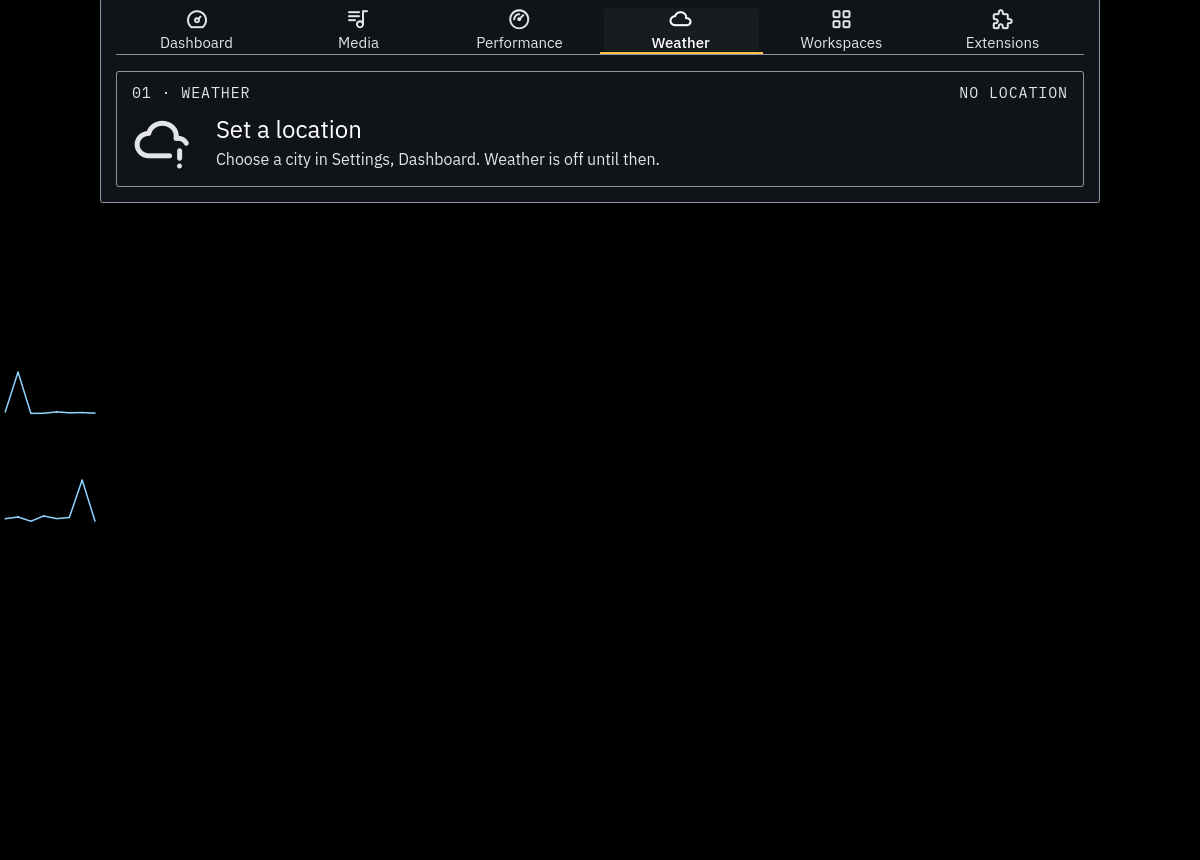 Dashboard
Media
Performance
Weather
Workspaces
Extensions
01 · WEATHER
NO LOCATION
Set a location
Choose a city in Settings, Dashboard. Weather is off until then.